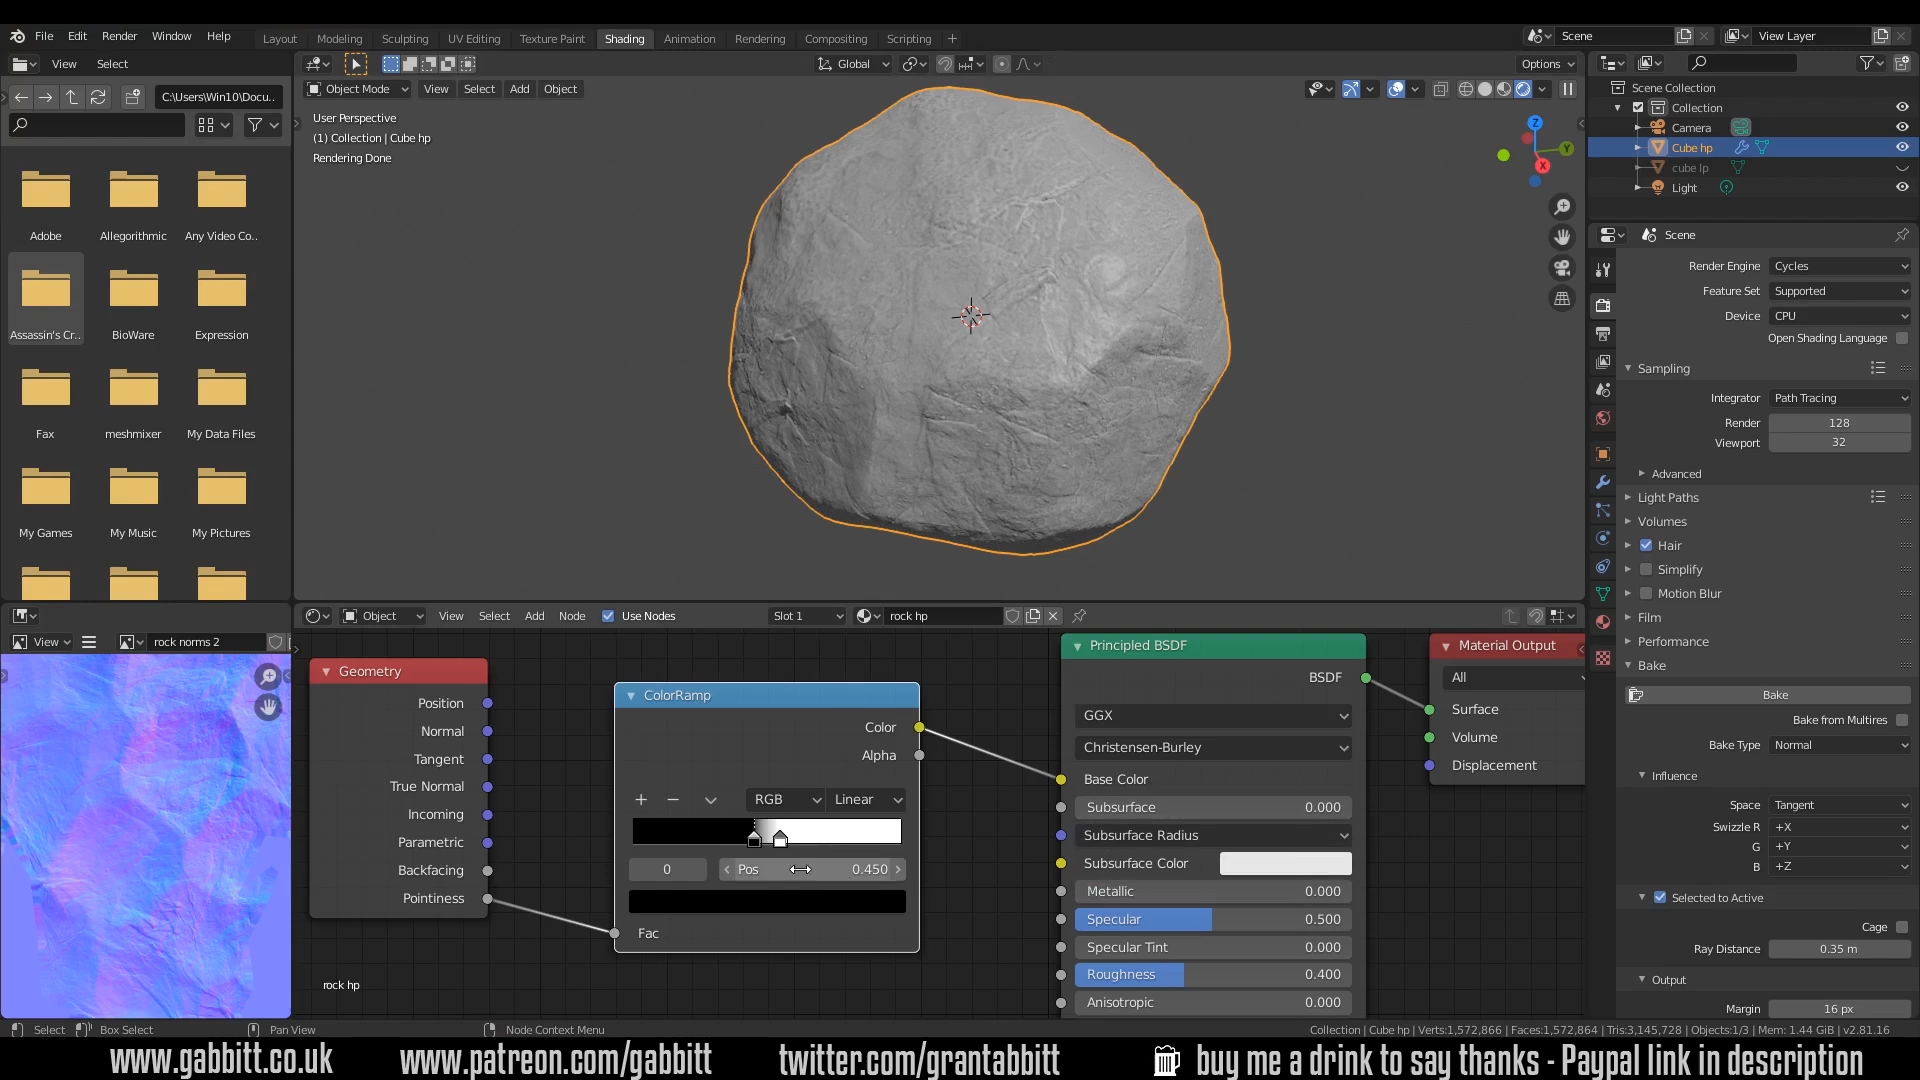 File Edit Render Window Help
Layout Modeling Sculpting UV Editing Texture Paint Shading Animation Rendering Compositing Scripting +
Scene
View Layer
View Select
Global
Options
C:\Users\Win10\Docu..
Object Mode View Select Add Object
User Perspective
(1) Collection | Cube hp
Rendering Done
Z
Y
X
Adobe Allegorithmic Any Video Co..
Assassin's Cr.. BioWare Expression
Fax meshmixer My Data Files
My Games My Music My Pictures
Scene Collection
Collection
Camera
Cube hp
cube lp
Light
Scene
Render Engine Cycles
Feature Set Supported
Device CPU
Open Shading Language
Sampling
Integrator Path Tracing
Render 128
Viewport 32
Advanced
Light Paths
Volumes
Hair
Simplify
Motion Blur
Film
Performance
Bake
Bake
Bake from Multires
Bake Type Normal
Influence
Space Tangent
Swizzle R +X
G +Y
B +Z
Selected to Active
Cage
Ray Distance 0.35 m
Output
Margin 16 px
View rock norms 2
Object View Select Add Node Use Nodes Slot 1 rock hp
Geometry
Position
Normal
Tangent
True Normal
Incoming
Parametric
Backfacing
Pointiness
ColorRamp
Color
Alpha
+ − RGB Linear
0 Pos 0.450
Fac
rock hp
Principled BSDF
BSDF
GGX
Christensen-Burley
Base Color
Subsurface 0.000
Subsurface Radius
Subsurface Color
Metallic 0.000
Specular 0.500
Specular Tint 0.000
Roughness 0.400
Anisotropic 0.000
Material Output
All
Surface
Volume
Displacement
Select Box Select Pan View Node Context Menu
Collection | Cube hp | Verts:1,572,866 | Faces:1,572,864 | Tris:3,145,728 | Objects:1/3 | Mem: 1.44 GiB | v2.81.16
www.gabbitt.co.uk www.patreon.com/gabbitt twitter.com/grantabbitt buy me a drink to say thanks - Paypal link in description